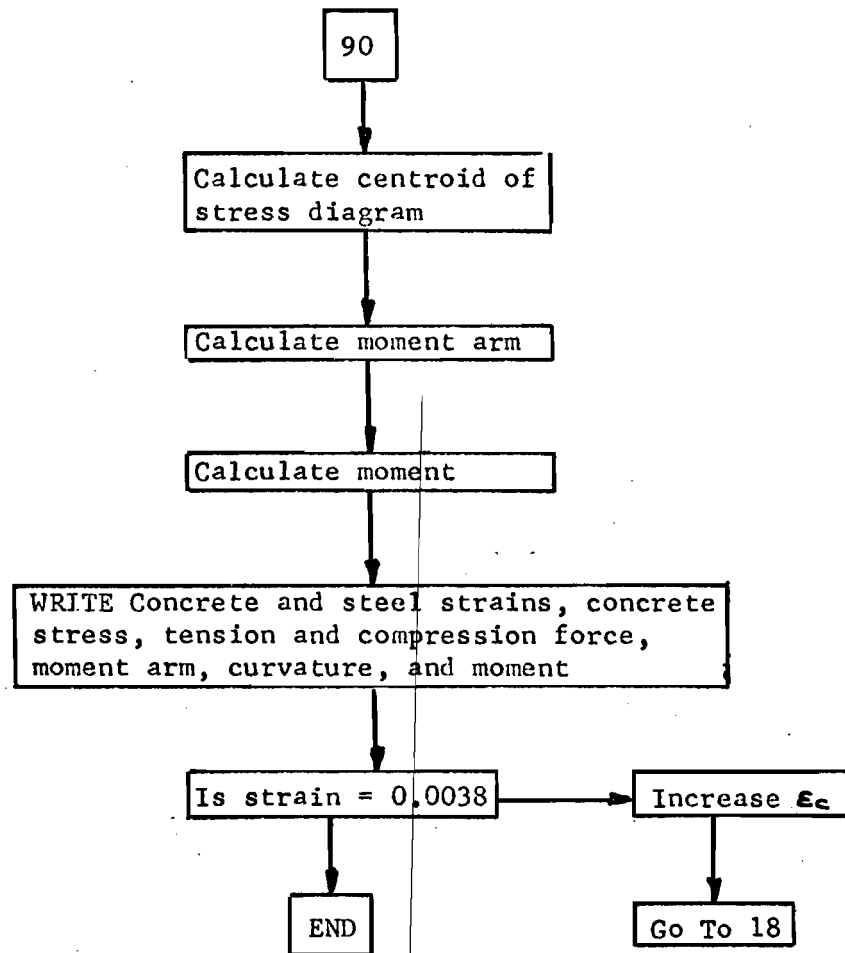 90
Calculate centroid of
stress diagram
Calculate moment arm
Calculate moment
WRITE Concrete and steel strains, concrete
stress, tension and compression force,
moment arm, curvature, and moment
Is strain = 0.0038
Increase εc
END
Go To 18